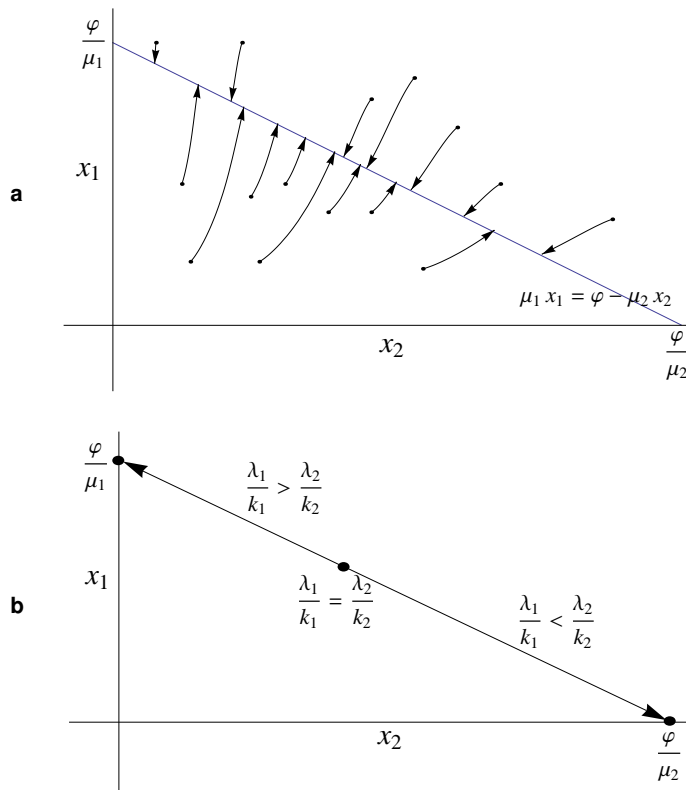 φ/μ₁
x₁
a
μ₁ x₁ = φ − μ₂ x₂
x₂
φ/μ₂
φ/μ₁
λ₁/k₁ > λ₂/k₂
x₁
λ₁/k₁ = λ₂/k₂
b
λ₁/k₁ < λ₂/k₂
x₂
φ/μ₂